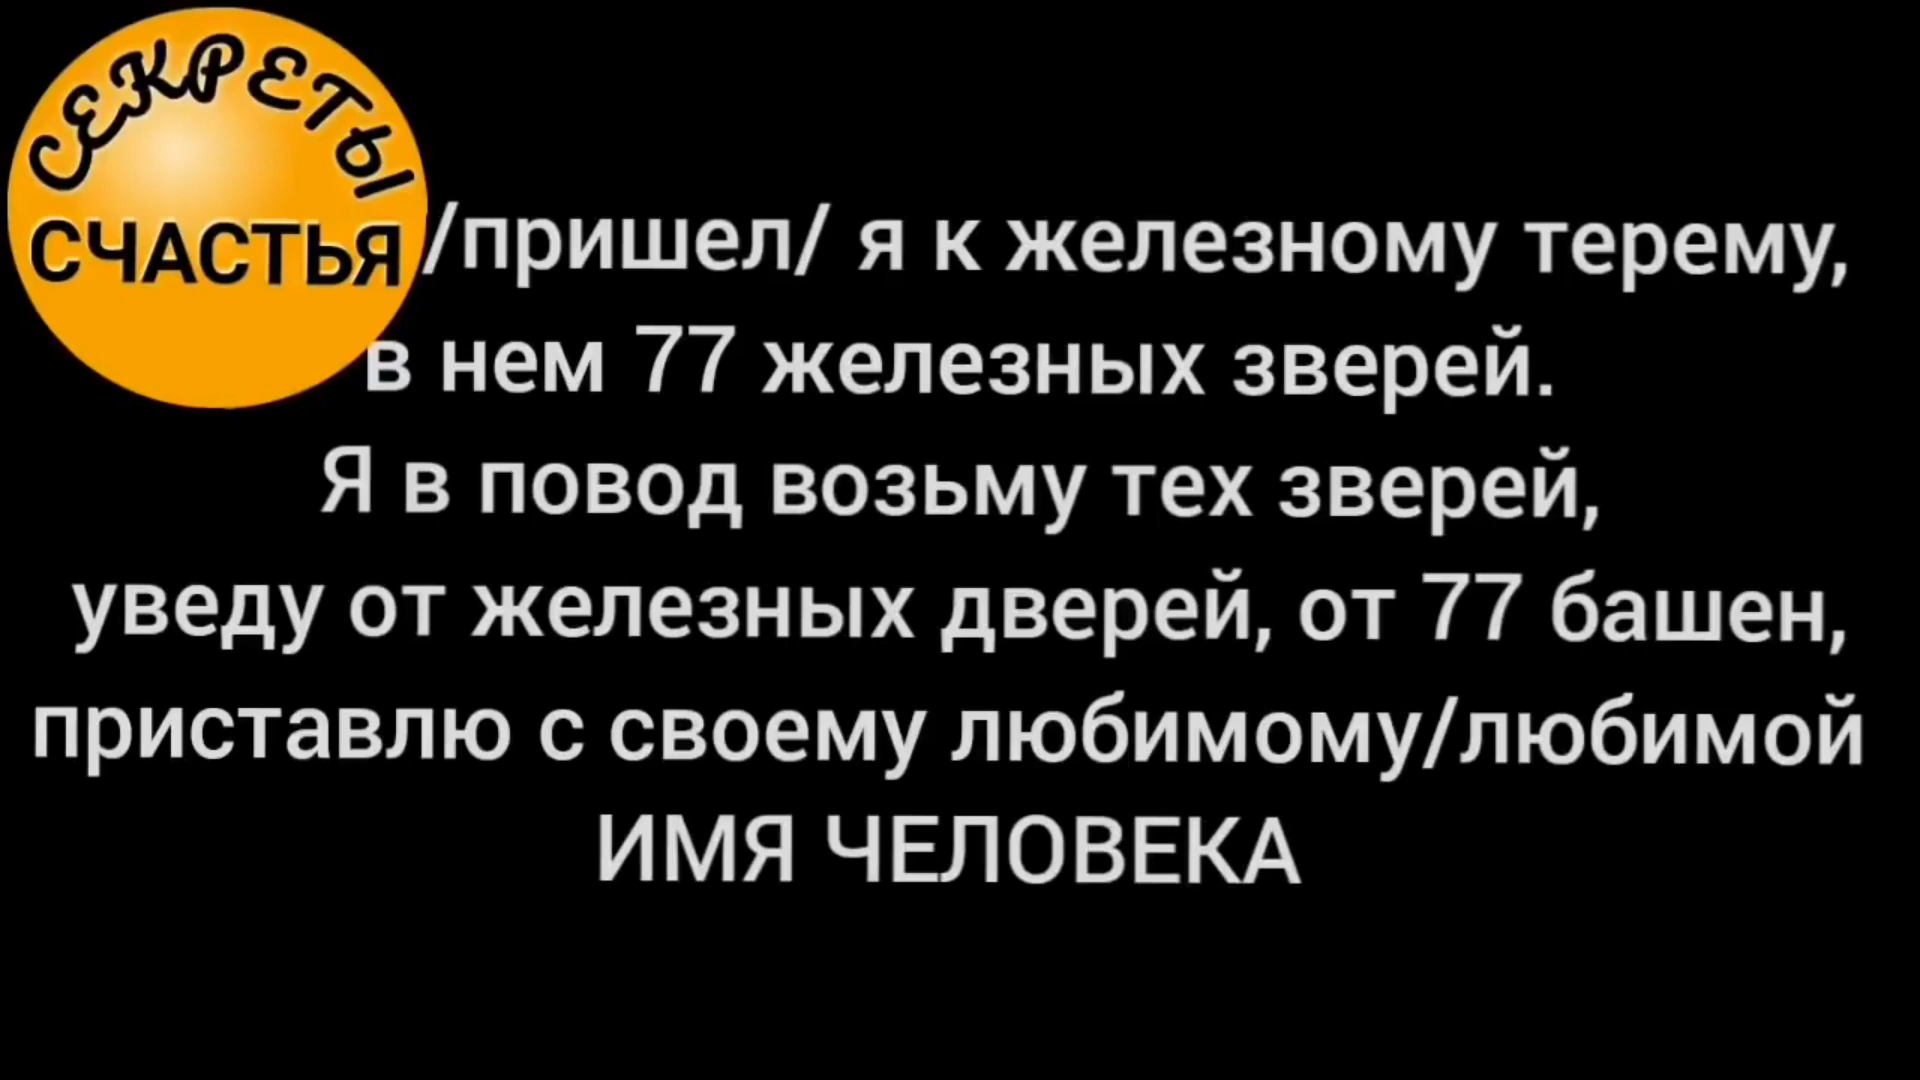 СЕКРЕТЫ
СЧАСТЬЯ
/пришел/ я к железному терему,
в нем 77 железных зверей.
Я в повод возьму тех зверей,
уведу от железных дверей, от 77 башен,
приставлю с своему любимому/любимой
ИМЯ ЧЕЛОВЕКА